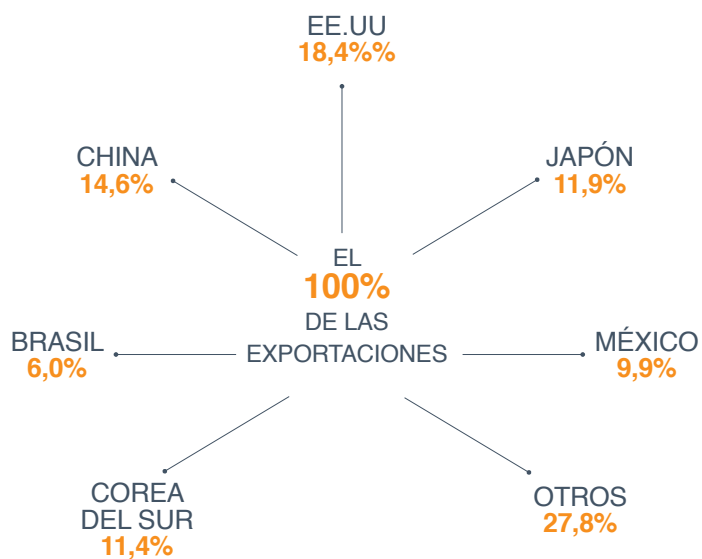 EE.UU
18,4%%
CHINA
14,6%
JAPÓN
11,9%
EL
100%
DE LAS
EXPORTACIONES
BRASIL
6,0%
MÉXICO
9,9%
COREA
DEL SUR
11,4%
OTROS
27,8%